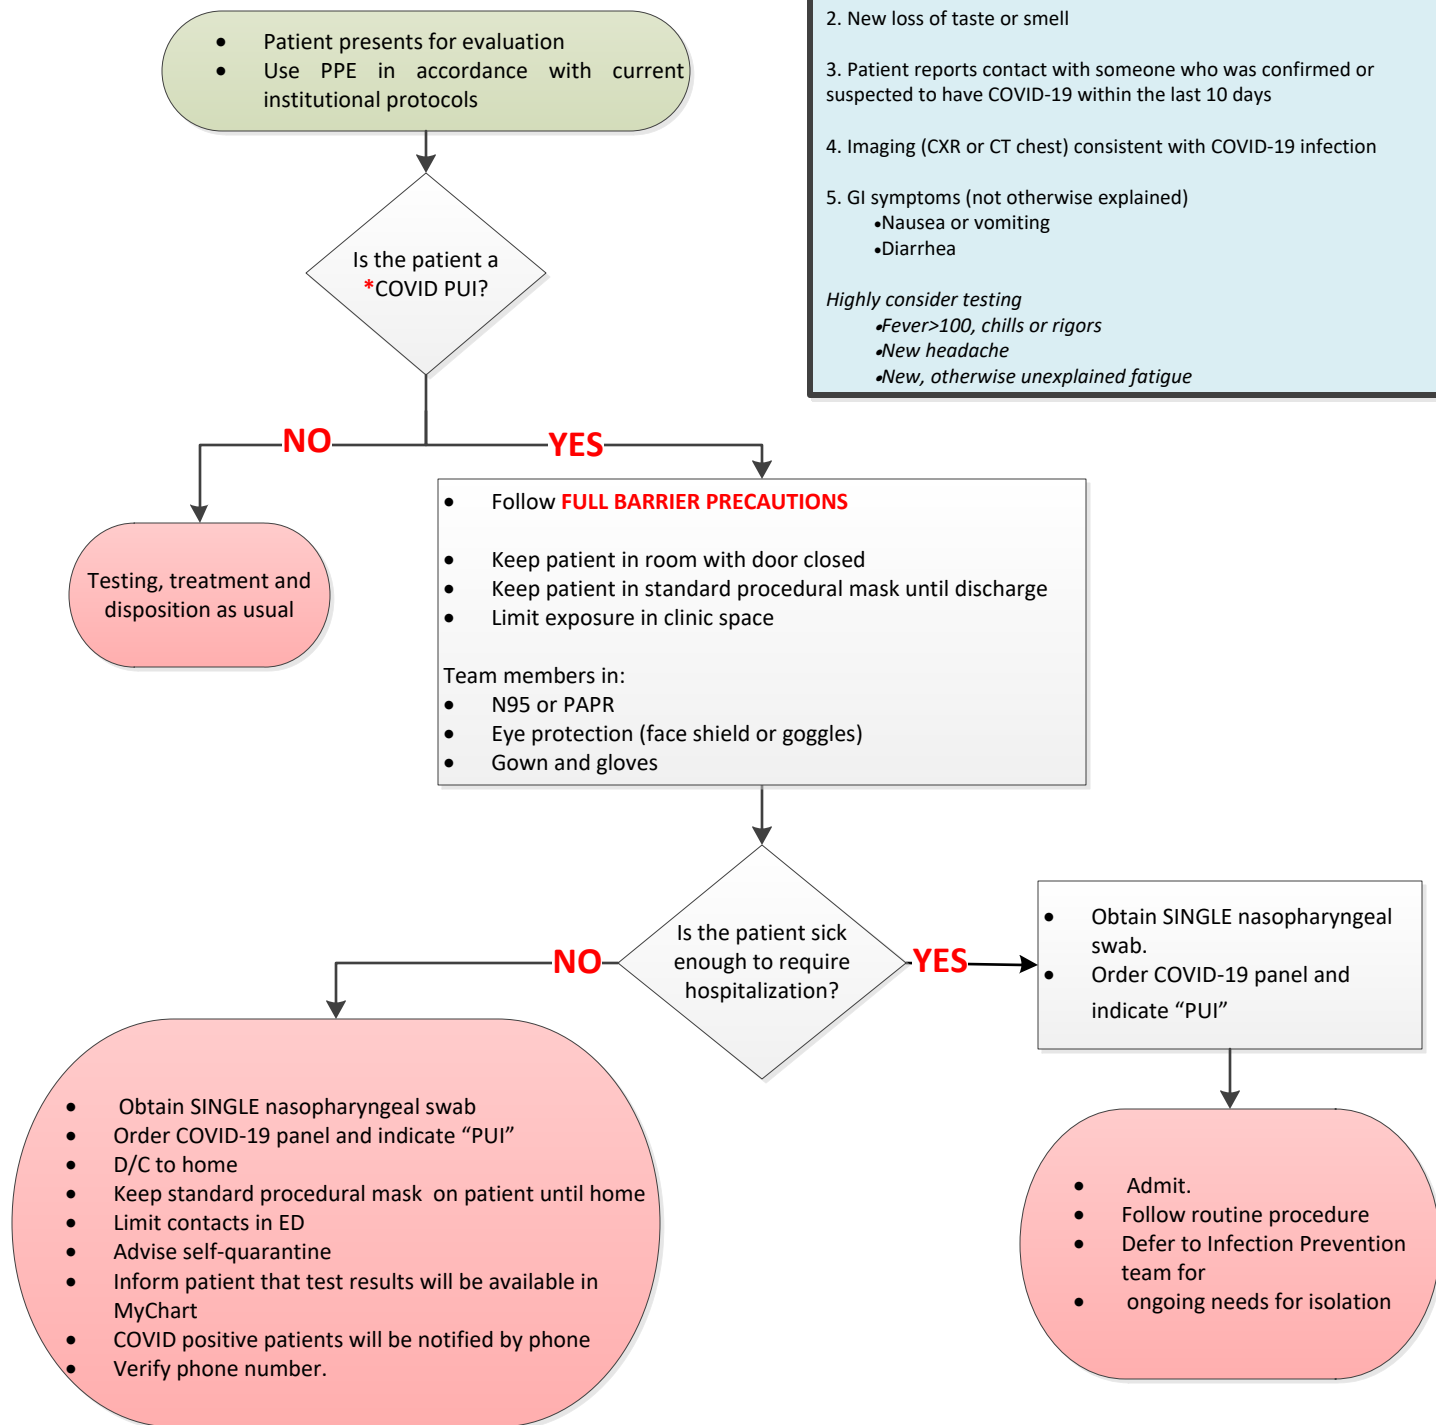 • Patient presents for evaluation
• Use PPE in accordance with current
institutional protocols
2. New loss of taste or smell
3. Patient reports contact with someone who was confirmed or
suspected to have COVID-19 within the last 10 days
4. Imaging (CXR or CT chest) consistent with COVID-19 infection
5. GI symptoms (not otherwise explained)
•Nausea or vomiting
•Diarrhea
Highly consider testing
•Fever>100, chills or rigors
•New headache
•New, otherwise unexplained fatigue
Is the patient a
*COVID PUI?
NO
YES
Testing, treatment and
disposition as usual
• Follow FULL BARRIER PRECAUTIONS
• Keep patient in room with door closed
• Keep patient in standard procedural mask until discharge
• Limit exposure in clinic space
Team members in:
• N95 or PAPR
• Eye protection (face shield or goggles)
• Gown and gloves
Is the patient sick
enough to require
hospitalization?
NO
YES
• Obtain SINGLE nasopharyngeal
swab.
• Order COVID-19 panel and
indicate “PUI”
• Obtain SINGLE nasopharyngeal swab
• Order COVID-19 panel and indicate “PUI”
• D/C to home
• Keep standard procedural mask on patient until home
• Limit contacts in ED
• Advise self-quarantine
• Inform patient that test results will be available in
MyChart
• COVID positive patients will be notified by phone
• Verify phone number.
• Admit.
• Follow routine procedure
• Defer to Infection Prevention
team for
• ongoing needs for isolation